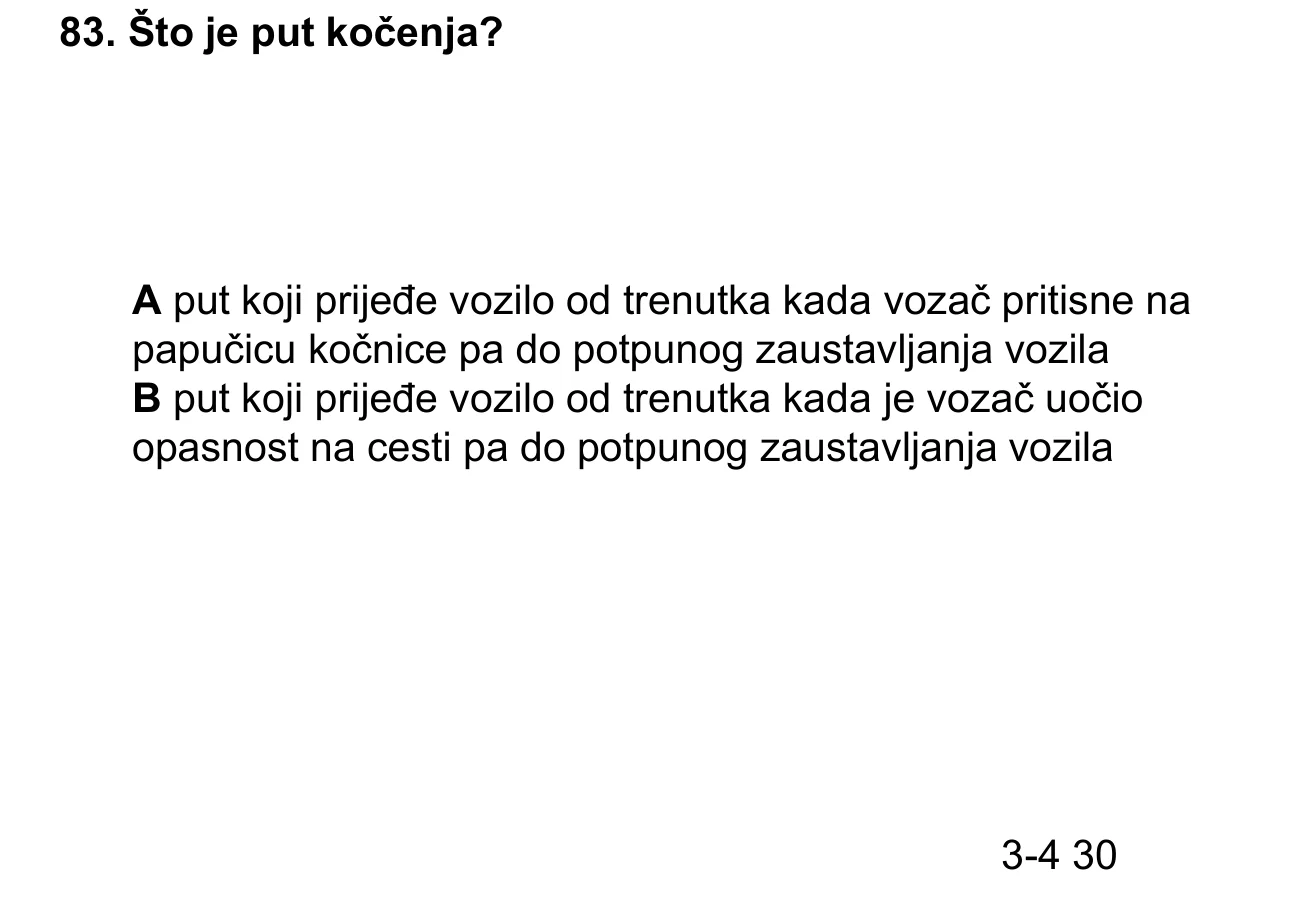 83. Što je put kočenja?
A put koji prijeđe vozilo od trenutka kada vozač pritisne na
papučicu kočnice pa do potpunog zaustavljanja vozila
B put koji prijeđe vozilo od trenutka kada je vozač uočio
opasnost na cesti pa do potpunog zaustavljanja vozila
3-4 30